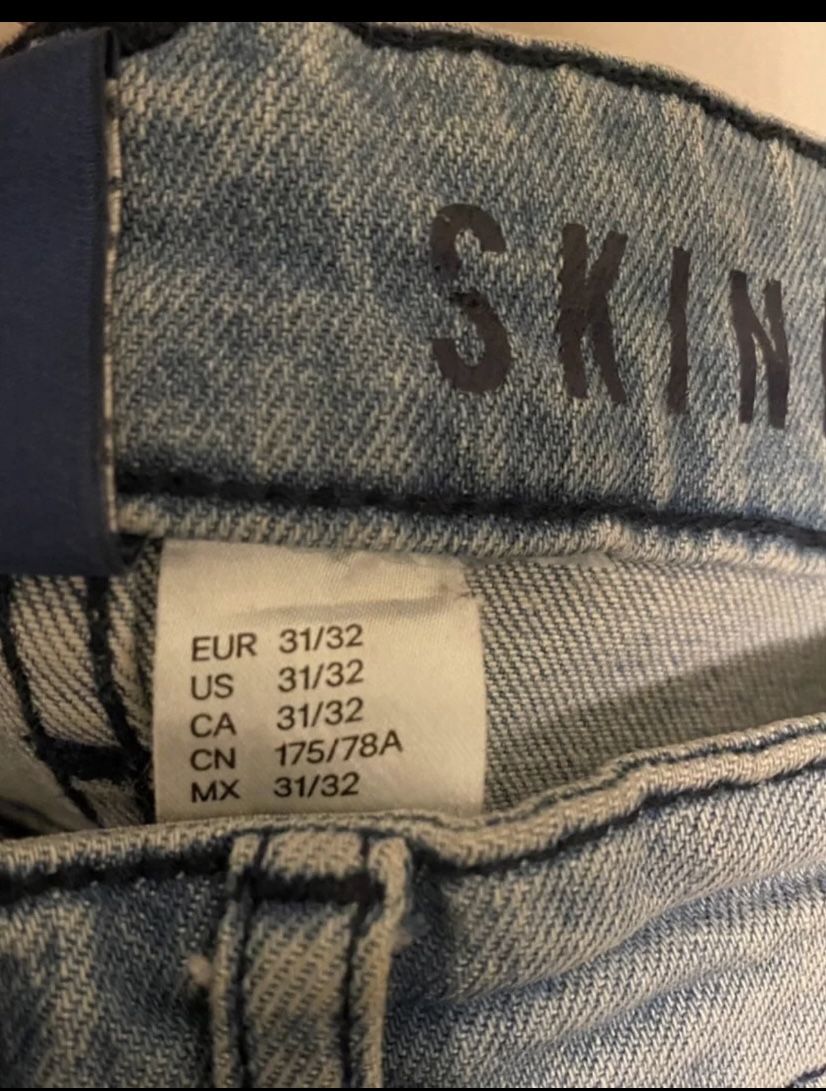 SKIN
EUR 31/32
US 31/32
CA 31/32
CN 175/78A
MX 31/32